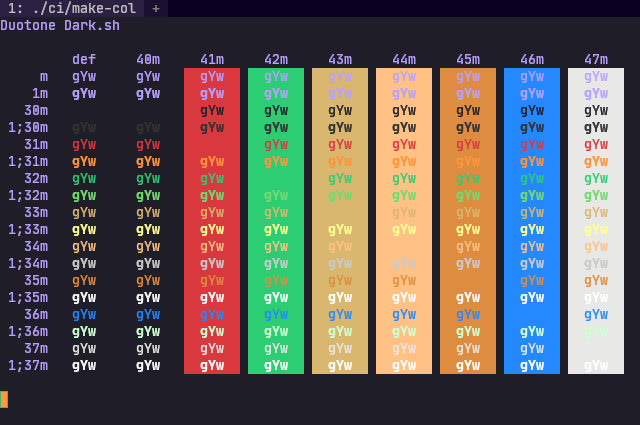 1: ./ci/make-col +
Duotone Dark.sh
def 40m 41m 42m 43m 44m 45m 46m 47m
m gYw gYw gYw gYw gYw gYw gYw gYw gYw
1m gYw gYw gYw gYw gYw gYw gYw gYw gYw
30m gYw gYw gYw gYw gYw gYw gYw
1;30m gYw gYw gYw gYw gYw gYw gYw gYw gYw
31m gYw gYw gYw gYw gYw gYw gYw gYw
1;31m gYw gYw gYw gYw gYw gYw gYw gYw gYw
32m gYw gYw gYw gYw gYw gYw gYw gYw
1;32m gYw gYw gYw gYw gYw gYw gYw gYw gYw
33m gYw gYw gYw gYw gYw gYw gYw gYw
1;33m gYw gYw gYw gYw gYw gYw gYw gYw gYw
34m gYw gYw gYw gYw gYw gYw gYw gYw
1;34m gYw gYw gYw gYw gYw gYw gYw gYw gYw
35m gYw gYw gYw gYw gYw gYw gYw gYw
1;35m gYw gYw gYw gYw gYw gYw gYw gYw gYw
36m gYw gYw gYw gYw gYw gYw gYw gYw
1;36m gYw gYw gYw gYw gYw gYw gYw gYw gYw
37m gYw gYw gYw gYw gYw gYw gYw gYw
1;37m gYw gYw gYw gYw gYw gYw gYw gYw gYw